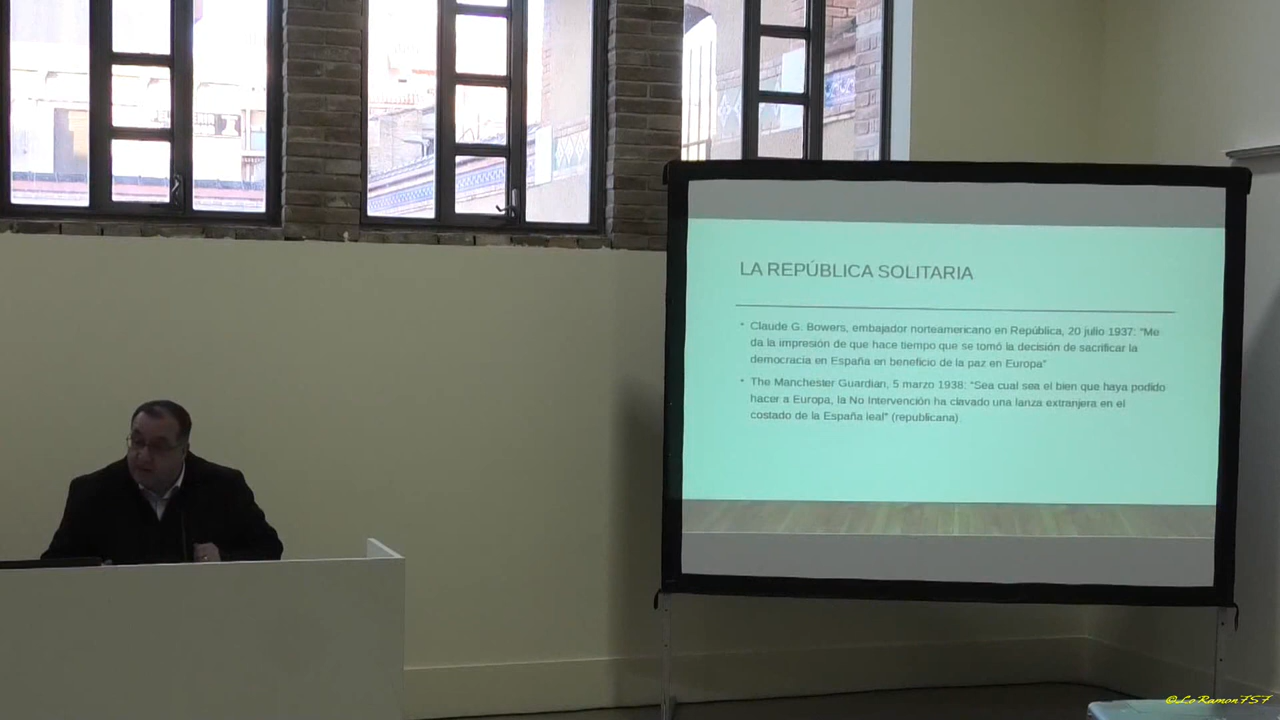 LA REPÚBLICA SOLITARIA
• Claude G. Bowers, embajador norteamericano en República, 20 julio 1937: “Me
da la impresión de que hace tiempo que se tomó la decisión de sacrificar la
democracia en España en beneficio de la paz en Europa”
• The Manchester Guardian, 5 marzo 1938: “Sea cual sea el bien que haya podido
hacer a Europa, la No Intervención ha clavado una lanza extranjera en el
costado de la España leal” (republicana).
©LoRamon757